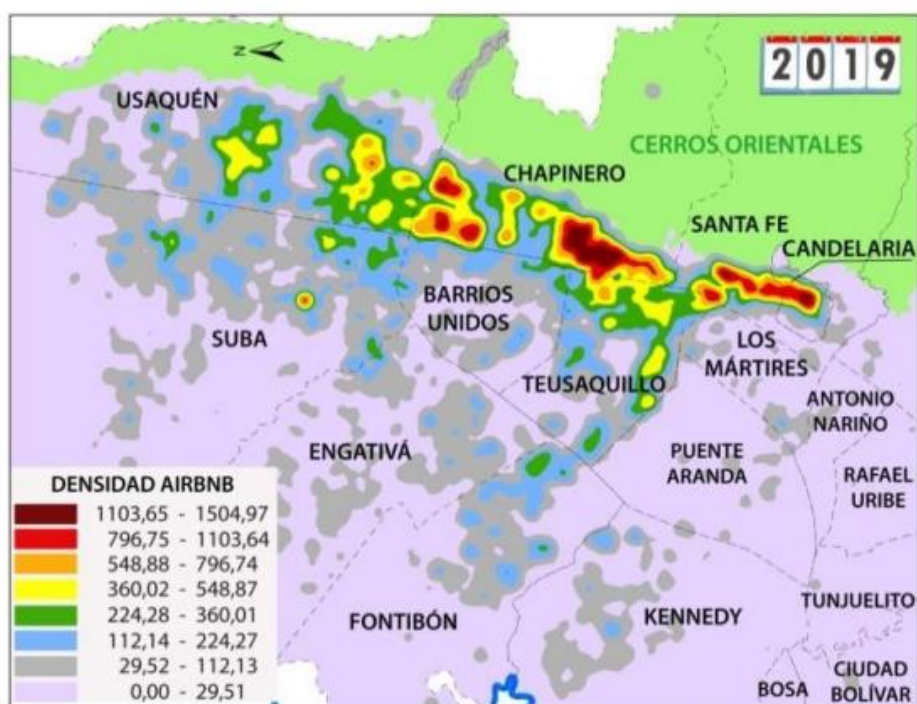 2019
N
USAQUÉN
CERROS ORIENTALES
CHAPINERO
SANTA FE
CANDELARIA
BARRIOS
UNIDOS
SUBA
LOS
MÁRTIRES
TEUSAQUILLO
ANTONIO
NARIÑO
ENGATIVÁ
PUENTE
ARANDA
RAFAEL
URIBE
FONTIBÓN
KENNEDY
TUNJUELITO
BOSA
CIUDAD
BOLÍVAR
DENSIDAD AIRBNB
1103,65 - 1504,97
796,75 - 1103,64
548,88 - 796,74
360,02 - 548,87
224,28 - 360,01
112,14 - 224,27
29,52 - 112,13
0,00 - 29,51